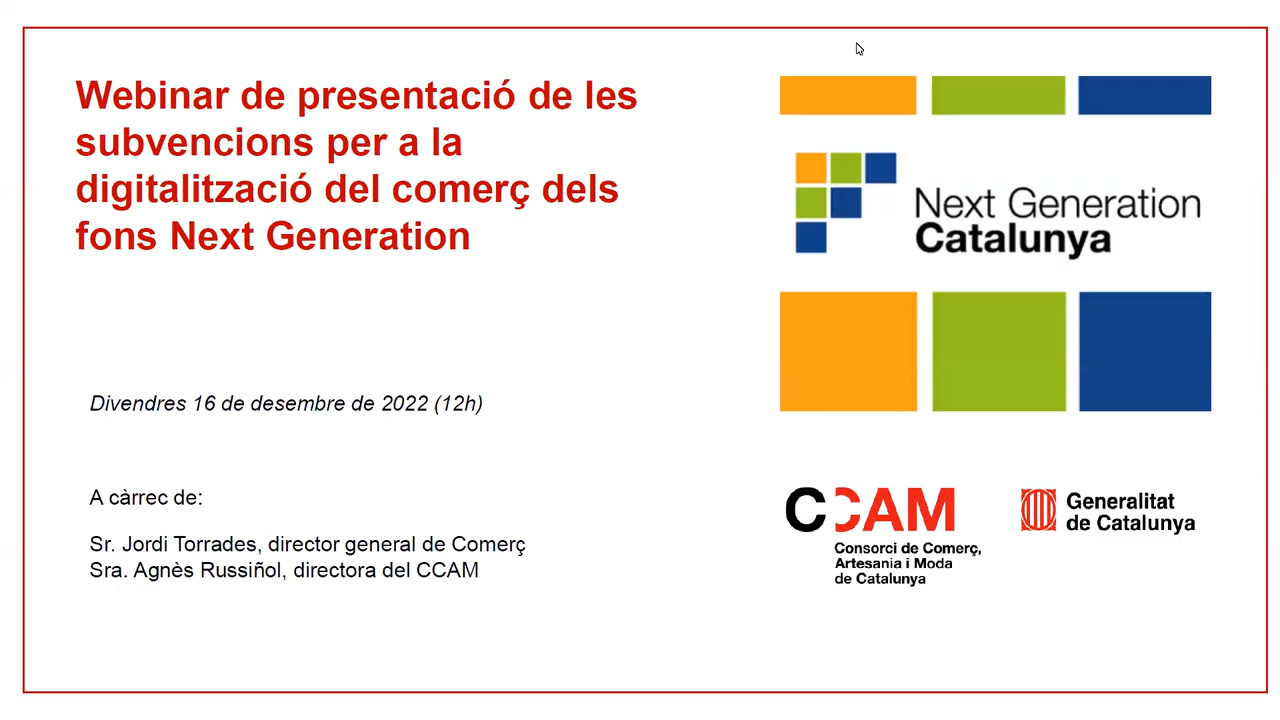 Webinar de presentació de les
subvencions per a la
digitalització del comerç dels
fons Next Generation
Next Generation
Catalunya
Divendres 16 de desembre de 2022 (12h)
A càrrec de:
Sr. Jordi Torrades, director general de Comerç
Sra. Agnès Russiñol, directora del CCAM
CCAM
Consorci de Comerç,
Artesania i Moda
de Catalunya
Generalitat
de Catalunya